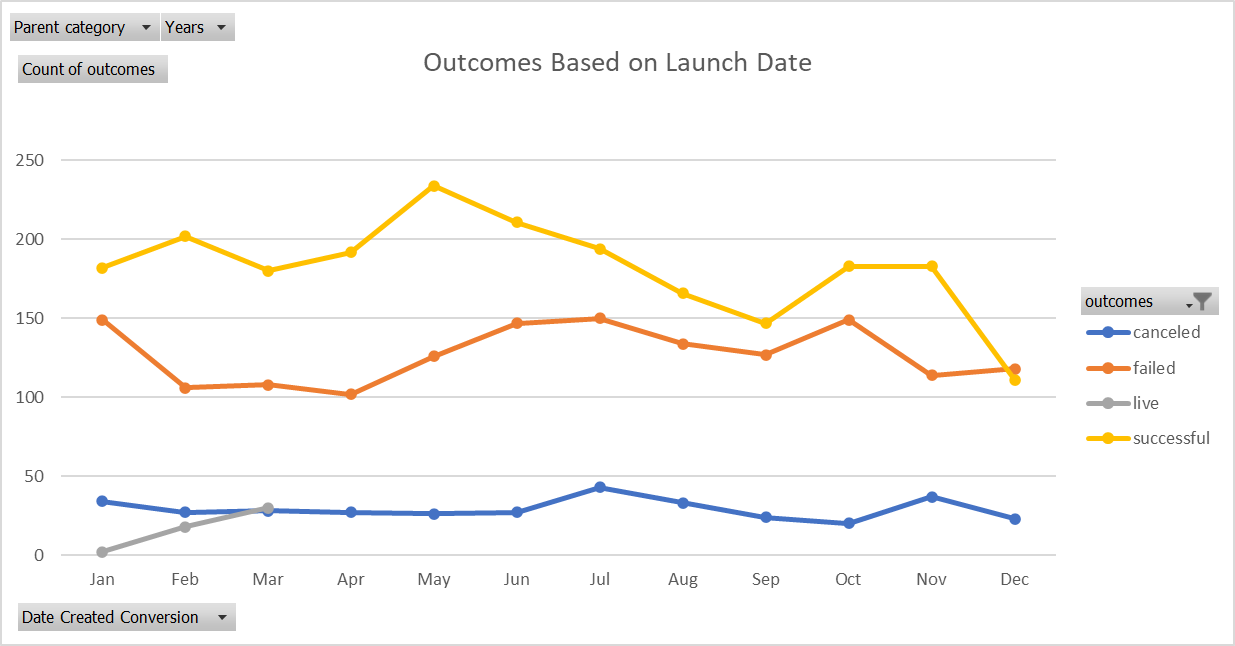 Parent category Years
Count of outcomes
Outcomes Based on Launch Date
250
200
150
100
50
0
Jan Feb Mar Apr May Jun Jul Aug Sep Oct Nov Dec
outcomes
canceled
failed
live
successful
Date Created Conversion